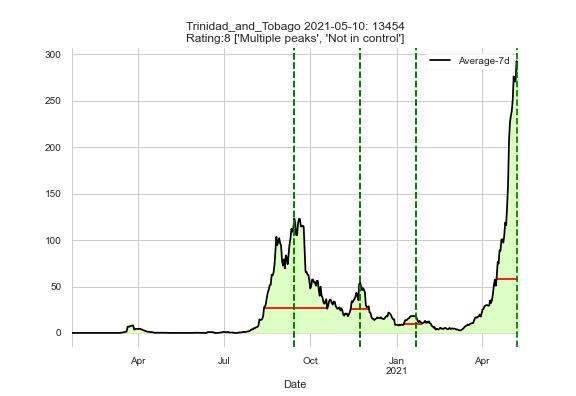 Trinidad_and_Tobago 2021-05-10: 13454
Rating:8 ['Multiple peaks', 'Not in control']
Average-7d
300
250
200
150
100
50
0
Apr
Jul
Oct
Jan
2021
Apr
Date